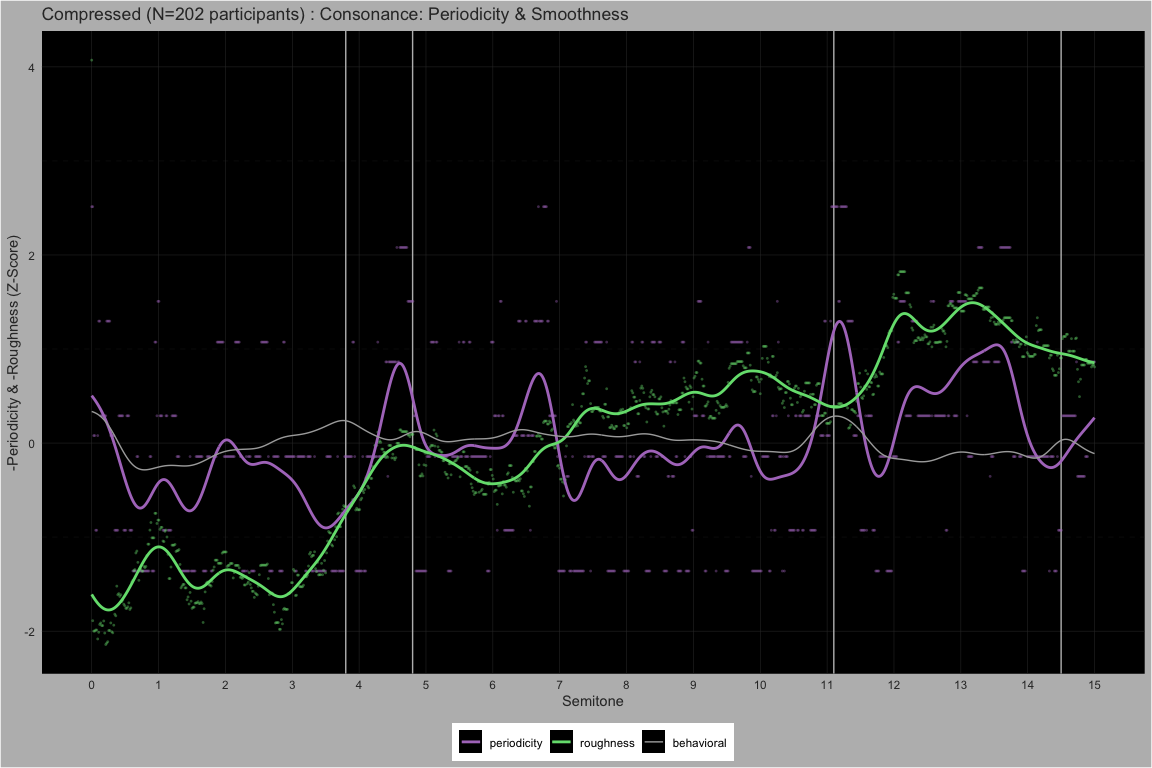 Compressed (N=202 participants) : Consonance: Periodicity & Smoothness
-Periodicity & -Roughness (Z-Score)
4
2
0
-2
0 1 2 3 4 5 6 7 8 9 10 11 12 13 14 15
Semitone
periodicity roughness behavioral